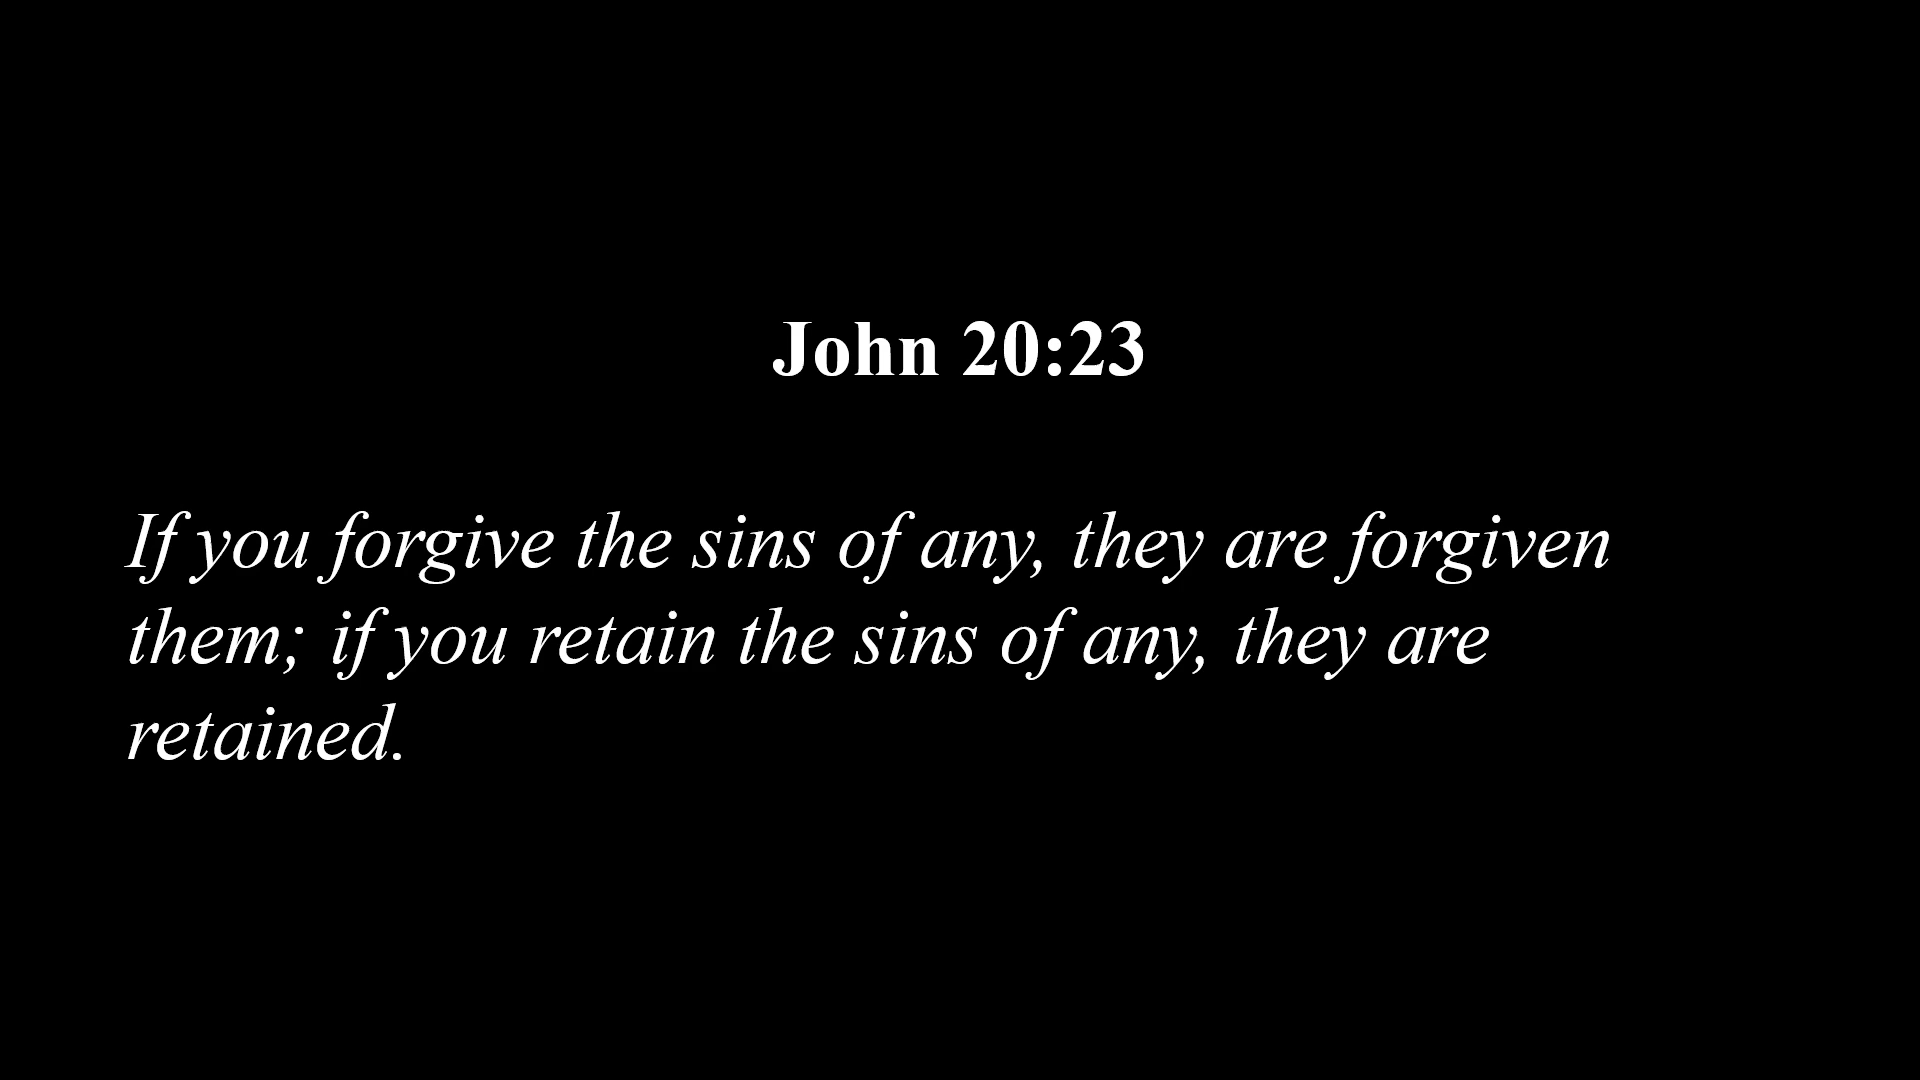 John 20:23
If you forgive the sins of any, they are forgiven
them; if you retain the sins of any, they are
retained.